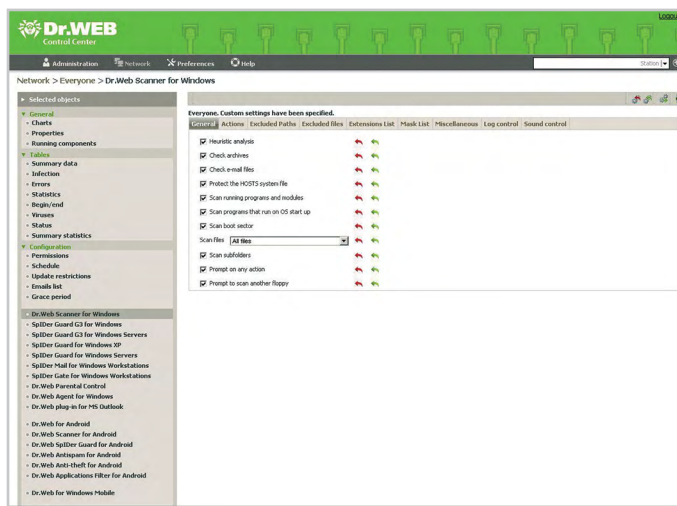 Logout
Dr.WEB
Control Center
Administration Network Preferences Help Station
Network > Everyone > Dr.Web Scanner for Windows
Selected objects
General
Charts
Properties
Running components
Tables
Summary data
Infection
Errors
Statistics
Begin/end
Viruses
Status
Summary statistics
Configuration
Permissions
Schedule
Update restrictions
Emails list
Grace period
Dr.Web Scanner for Windows
SpIDer Guard G3 for Windows
SpIDer Guard G3 for Windows Servers
SpIDer Guard for Windows XP
SpIDer Guard for Windows Servers
SpIDer Mail for Windows Workstations
SpIDer Gate for Windows Workstations
Dr.Web Parental Control
Dr.Web Agent for Windows
Dr.Web plug-in for MS Outlook
Dr.Web for Android
Dr.Web Scanner for Android
Dr.Web SpIDer Guard for Android
Dr.Web Antispam for Android
Dr.Web Anti-theft for Android
Dr.Web Applications Filter for Android
Dr.Web for Windows Mobile
Everyone. Custom settings have been specified.
General Actions Excluded Paths Excluded files Extensions List Mask List Miscellaneous Log control Sound control
Heuristic analysis
Check archives
Check e-mail files
Protect the HOSTS system file
Scan running programs and modules
Scan programs that run on OS start up
Scan boot sector
Scan files All files
Scan subfolders
Prompt on any action
Prompt to scan another floppy